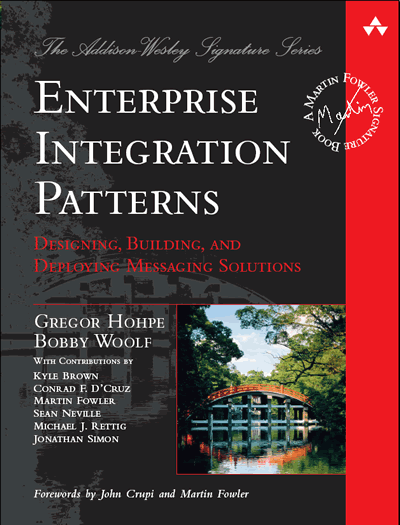 The Addison-Wesley Signature Series
ENTERPRISE
INTEGRATION
PATTERNS
A MARTIN FOWLER SIGNATURE BOOK
Martin
DESIGNING, BUILDING, AND
DEPLOYING MESSAGING SOLUTIONS
GREGOR HOHPE
BOBBY WOOLF
WITH CONTRIBUTIONS BY
KYLE BROWN
CONRAD F. D'CRUZ
MARTIN FOWLER
SEAN NEVILLE
MICHAEL J. RETTIG
JONATHAN SIMON
Forewords by John Crupi and Martin Fowler